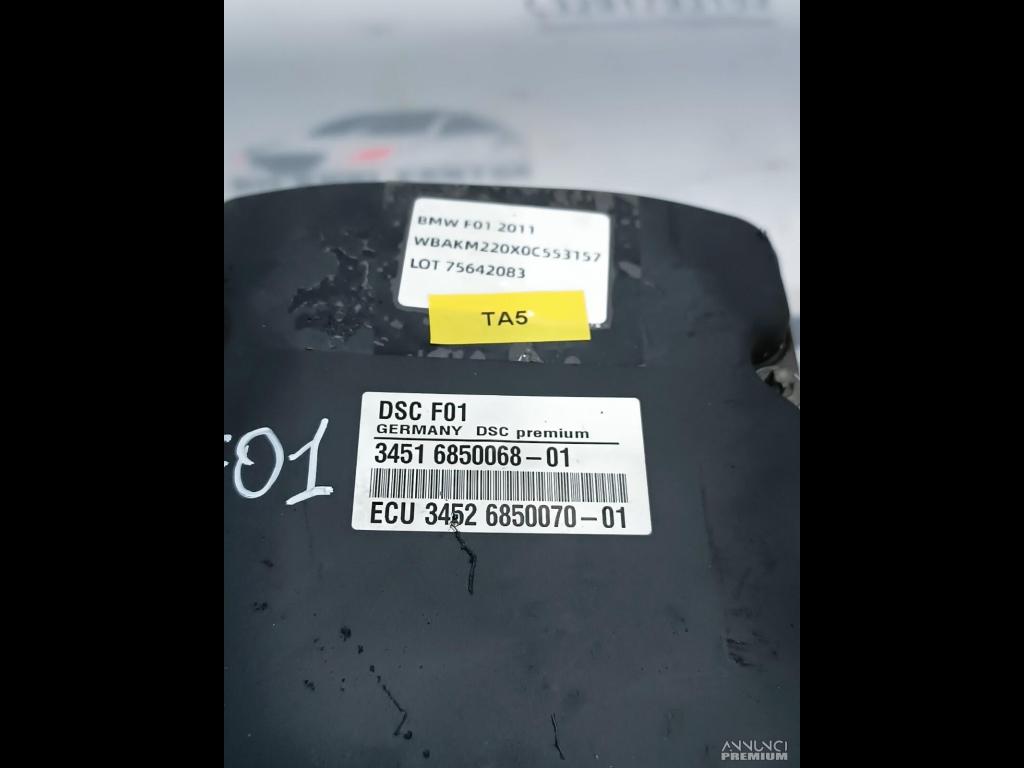 BMW F01 2011
WBAKM220X0C553157
LOT 75642083
TA5
DSC F01
GERMANY DSC premium
3451 6850068-01
ECU 3452 6850070-01
F01
ANNUNCI
PREMIUM